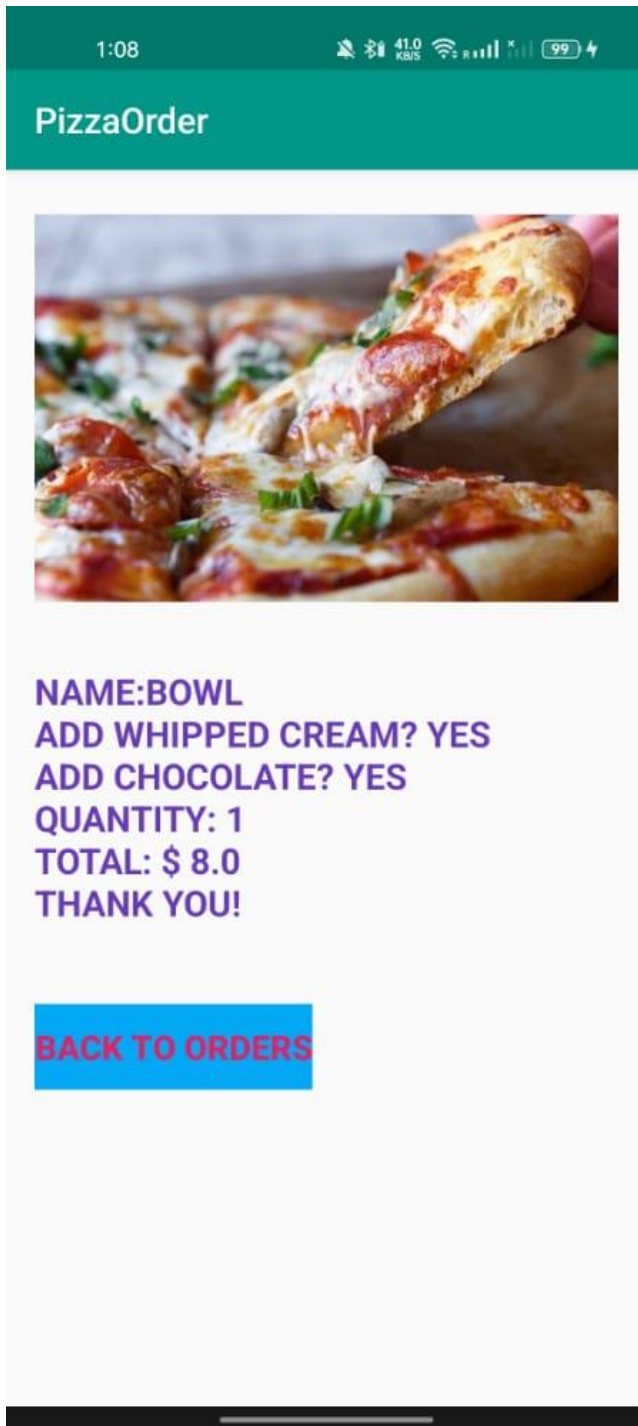 1:08
41.0
KB/S
R
99
PizzaOrder
NAME:BOWL
ADD WHIPPED CREAM? YES
ADD CHOCOLATE? YES
QUANTITY: 1
TOTAL: $ 8.0
THANK YOU!
BACK TO ORDERS